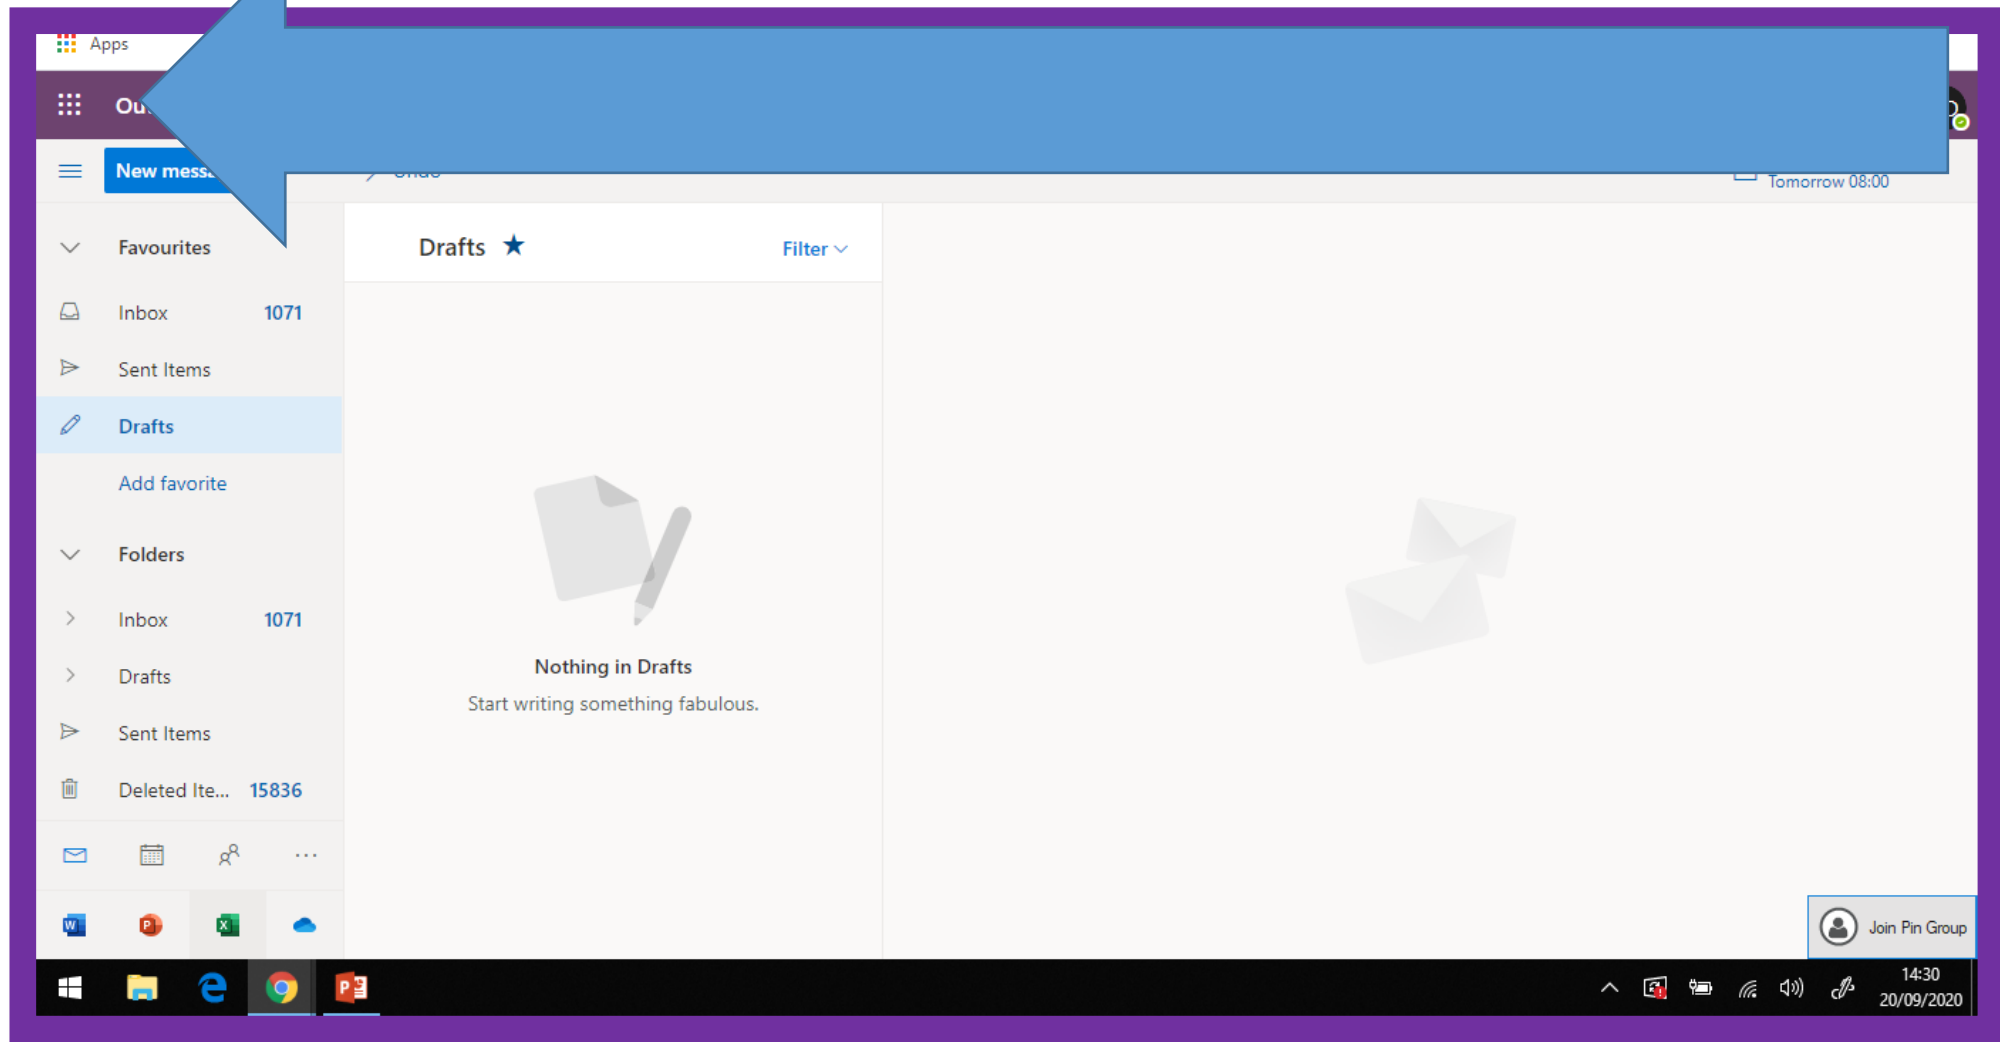 Apps
New
Tomorrow 08:00
Favourites
Drafts
Filter
Inbox 1071
Sent Items
Drafts
Add favorite
Folders
Inbox 1071
Drafts
Sent Items
Deleted Ite... 15836
Nothing in Drafts
Start writing something fabulous.
Join Pin Group
14:30
20/09/2020